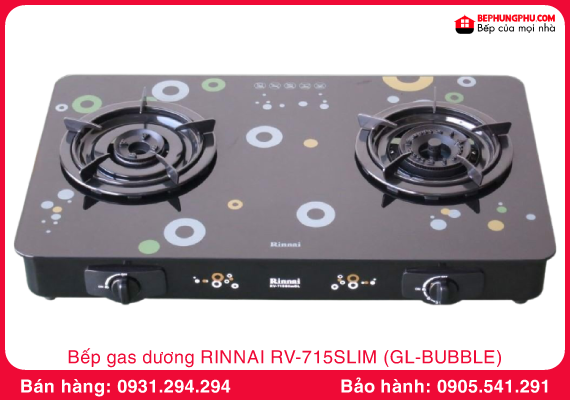 BEPHUNGPHU.COM
Bếp của mọi nhà
Rinnai
Rinnai
Bếp gas dương RINNAI RV-715SLIM (GL-BUBBLE)
Bán hàng: 0931.294.294
Bảo hành: 0905.541.291